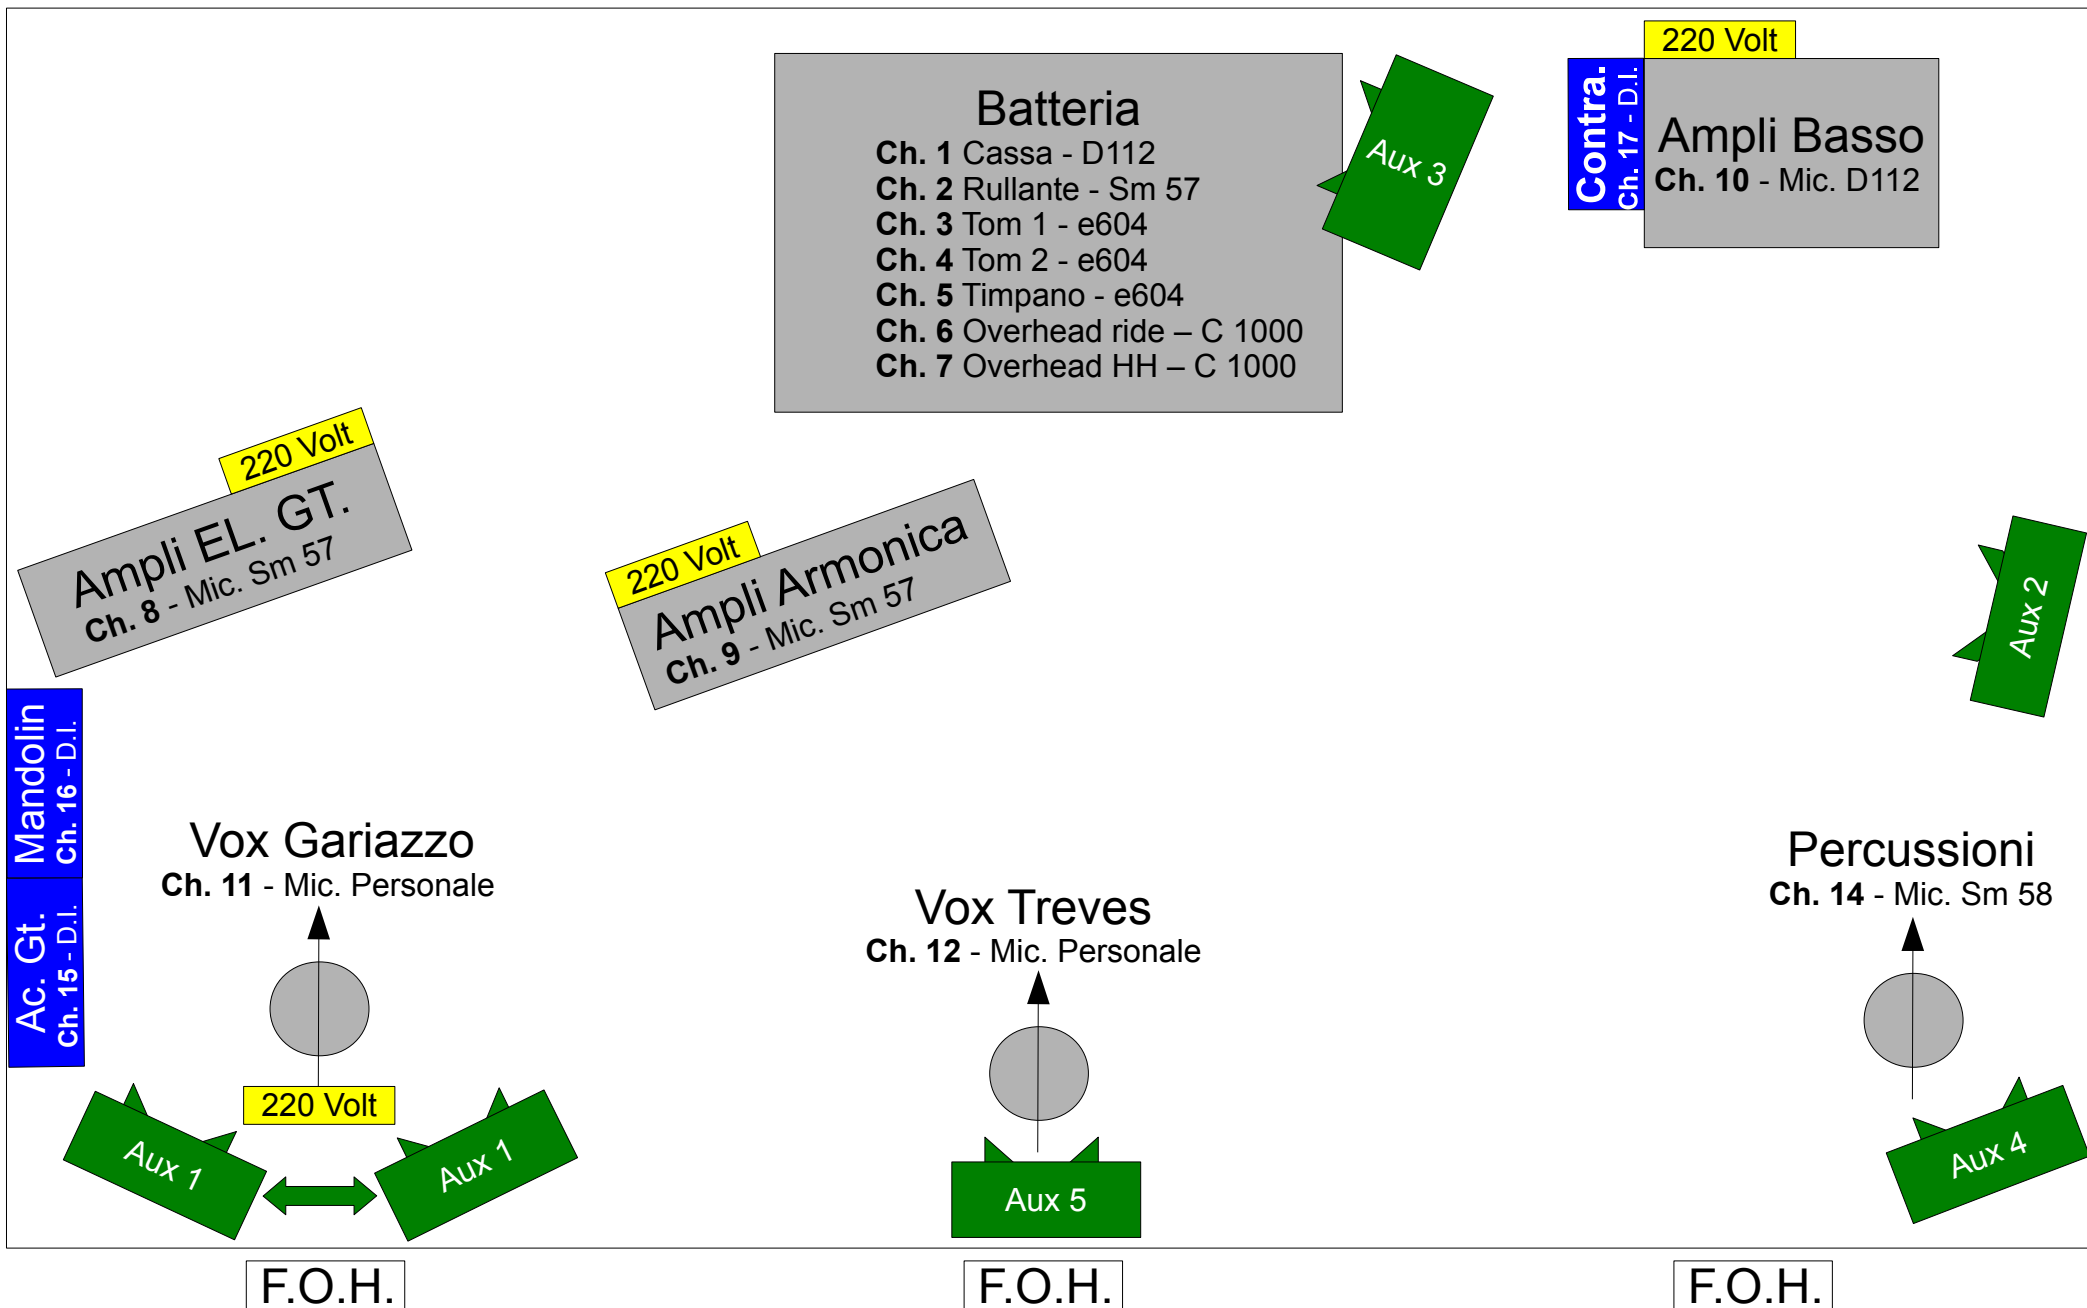 220 Volt
Contra.
Ch. 17 - D.I.
Ampli Basso
Ch. 10 - Mic. D112
Batteria
Ch. 1 Cassa - D112
Ch. 2 Rullante - Sm 57
Ch. 3 Tom 1 - e604
Ch. 4 Tom 2 - e604
Ch. 5 Timpano - e604
Ch. 6 Overhead ride – C 1000
Ch. 7 Overhead HH – C 1000
Aux 3
220 Volt
Ampli EL. GT.
Ch. 8 - Mic. Sm 57
220 Volt
Ampli Armonica
Ch. 9 - Mic. Sm 57
Aux 2
Mandolin
Ch. 16 - D.I.
Ac. Gt.
Ch. 15 - D.I.
Vox Gariazzo
Ch. 11 - Mic. Personale
Vox Treves
Ch. 12 - Mic. Personale
Percussioni
Ch. 14 - Mic. Sm 58
220 Volt
Aux 1
Aux 1
Aux 5
Aux 4
F.O.H.
F.O.H.
F.O.H.